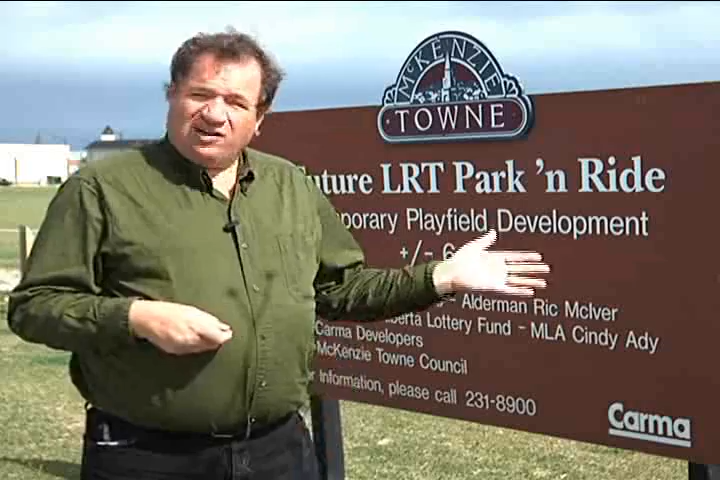 McKENZIE
TOWNE
Future LRT Park 'n Ride
Temporary Playfield Development
+/- 6
Alderman Ric McIver
Alberta Lottery Fund - MLA Cindy Ady
Carma Developers
McKenzie Towne Council
For Information, please call 231-8900
Carma